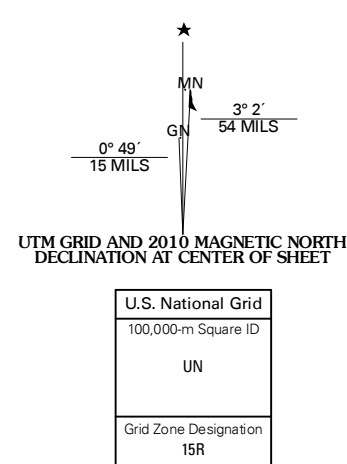 ★
MN
3° 2´
GN
54 MILS
0° 49´
15 MILS
UTM GRID AND 2010 MAGNETIC NORTH
DECLINATION AT CENTER OF SHEET
U.S. National Grid
100,000-m Square ID
UN
Grid Zone Designation
15R